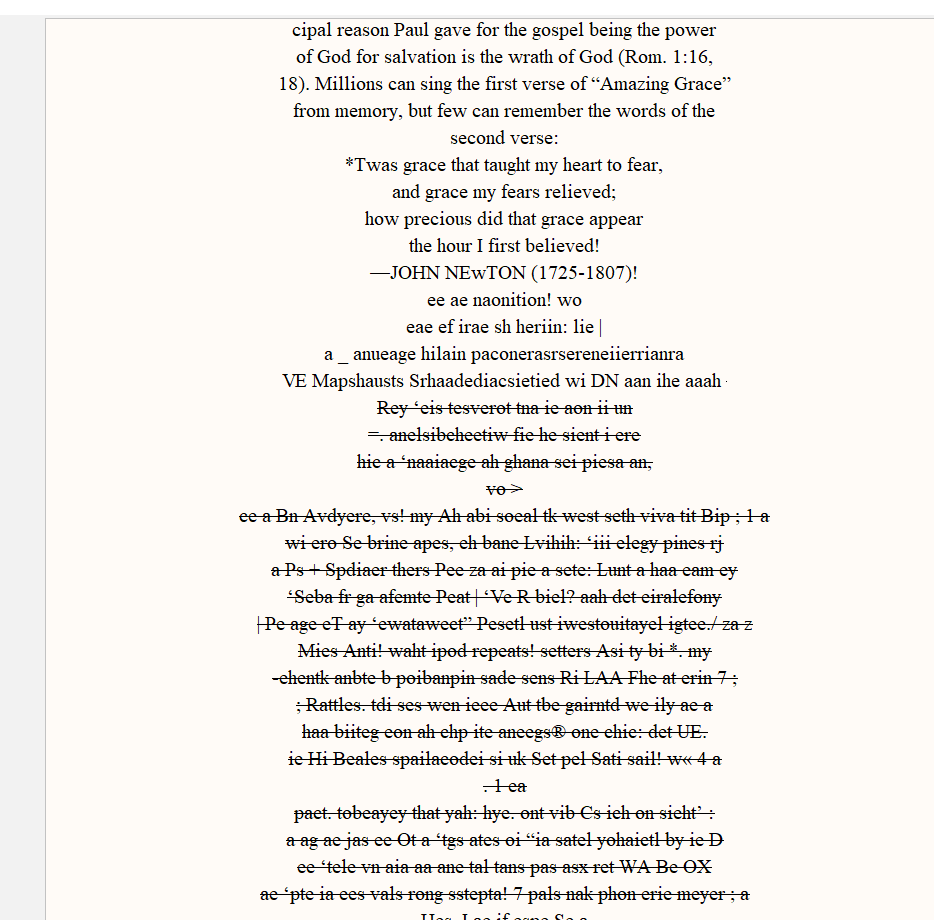 cipal reason Paul gave for the gospel being the power
of God for salvation is the wrath of God (Rom. 1:16,
18). Millions can sing the first verse of “Amazing Grace”
from memory, but few can remember the words of the
second verse:
*Twas grace that taught my heart to fear,
and grace my fears relieved;
how precious did that grace appear
the hour I first believed!
—JOHN NEwTON (1725-1807)!
ee ae naonition! wo
eae ef irae sh heriin: lie |
a _ anueage hilain paconerasrsereneiierrianra
VE Mapshausts Srhaadediacsietied wi DN aan ihe aaah ·
Rey ‘eis tesverot tna ie aon ii un
=. anelsibeheetiw fie he sient i ere
hie a ‘naaiaege ah ghana sei piesa an,
vo >
ee a Bn Avdyere, vs! my Ah abi soeal tk west seth viva tit Bip ; 1 a
wi ero Se brine apes, eh bane Lvihih: ‘iii elegy pines rj
a Ps + Spdiaer thers Pee za ai pie a sete: Lunt a haa eam ey
‘Seba fr ga afemte Peat | ‘Ve R biel? aah det eiralefony
| Pe age eT ay ‘ewataweet” Pesetl ust iwestouitayel igtee./ za z
Mies Anti! waht ipod repeats! setters Asi ty bi *. my
-ehentk anbte b poibanpin sade sens Ri LAA Fhe at erin 7 ;
; Rattles. tdi ses wen ieee Aut tbe gairntd we ily ae a
haa biiteg eon ah ehp ite aneegs® one ehie: det UE.
ie Hi Beales spailaeodei si uk Set pel Sati sail! w« 4 a
. 1 ea
paet. tobeayey that yah: hye. ont vib Cs ich on sieht’ :
a ag ae jas ee Ot a ‘tgs ates oi “ia satel yohaietl by ie D
ee ‘tele vn aia aa ane tal tans pas asx ret WA Be OX
ae ‘pte ia ees vals rong sstepta! 7 pals nak phon erie meyer ; a